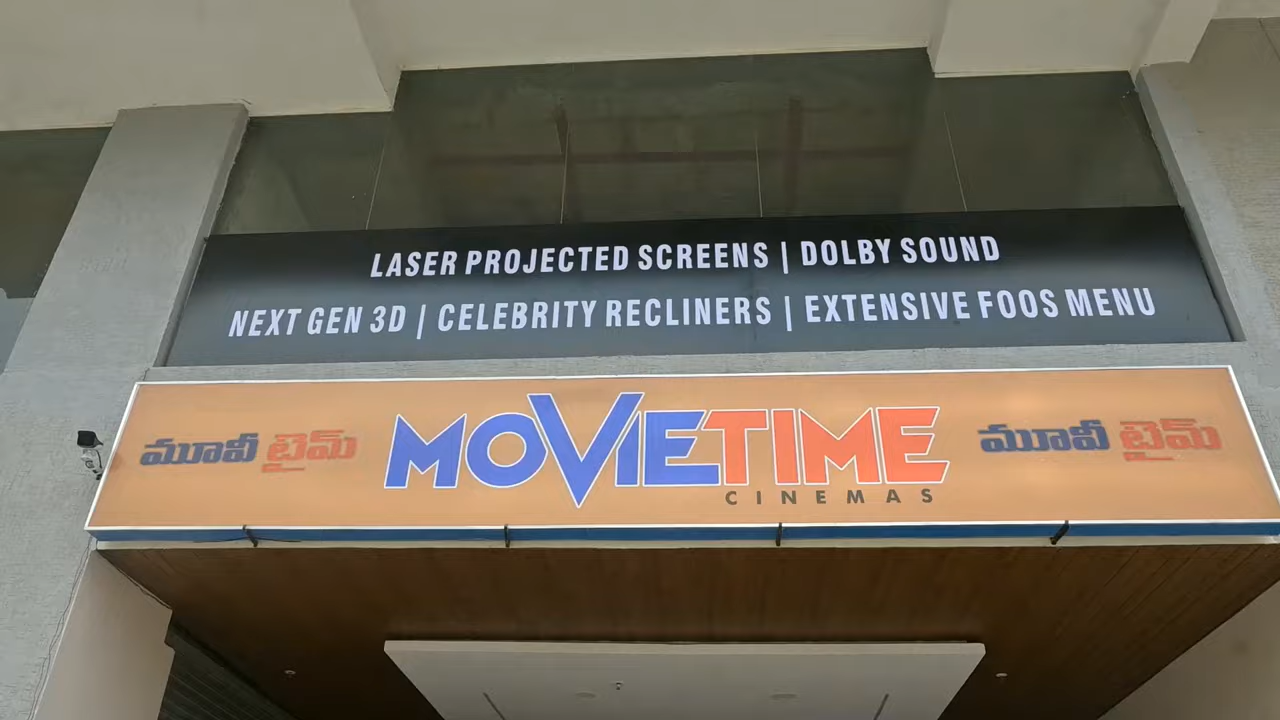 LASER PROJECTED SCREENS | DOLBY SOUND
NEXT GEN 3D | CELEBRITY RECLINERS | EXTENSIVE FOOS MENU
మూవీ టైమ్ MOVIETIME మూవీ టైమ్
CINEMAS